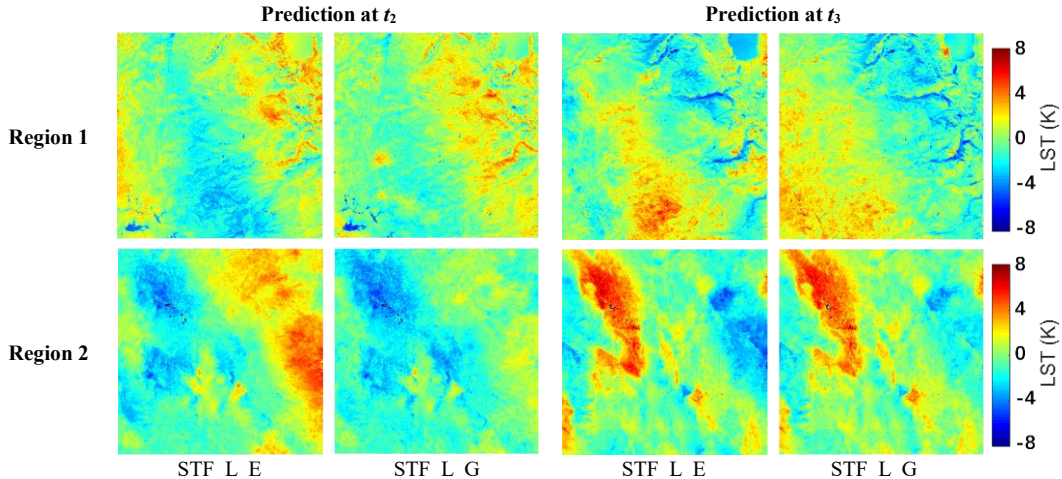 Prediction at t2
Prediction at t3
Region 1
8
4
0
-4
-8
LST (K)
Region 2
8
4
0
-4
-8
LST (K)
STF L E
STF L G
STF L E
STF L G